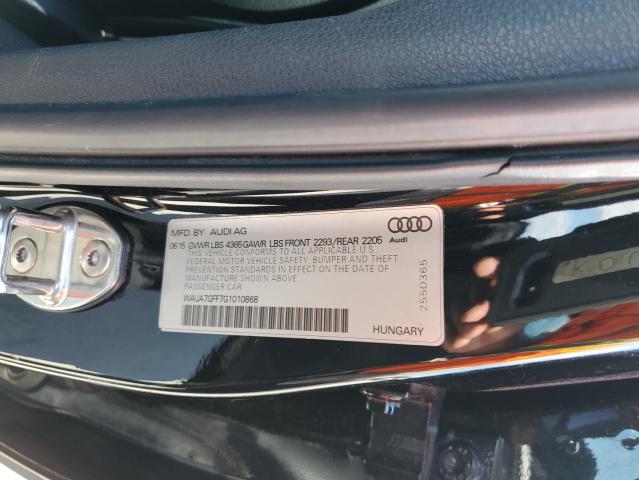 MFD. BY AUDI AG
06 15 GVWR LBS 4365 GAWR LBS FRONT 2293/REAR 2205
THIS VEHICLE CONFORMS TO ALL APPLICABLE U.S.
FEDERAL MOTOR VEHICLE SAFETY, BUMPER AND THEFT
PREVENTION STANDARDS IN EFFECT ON THE DATE OF
MANUFACTURE SHOWN ABOVE
PASSENGER CAR
WAUA7GFF7G1010868
HUNGARY
Audi
2550365